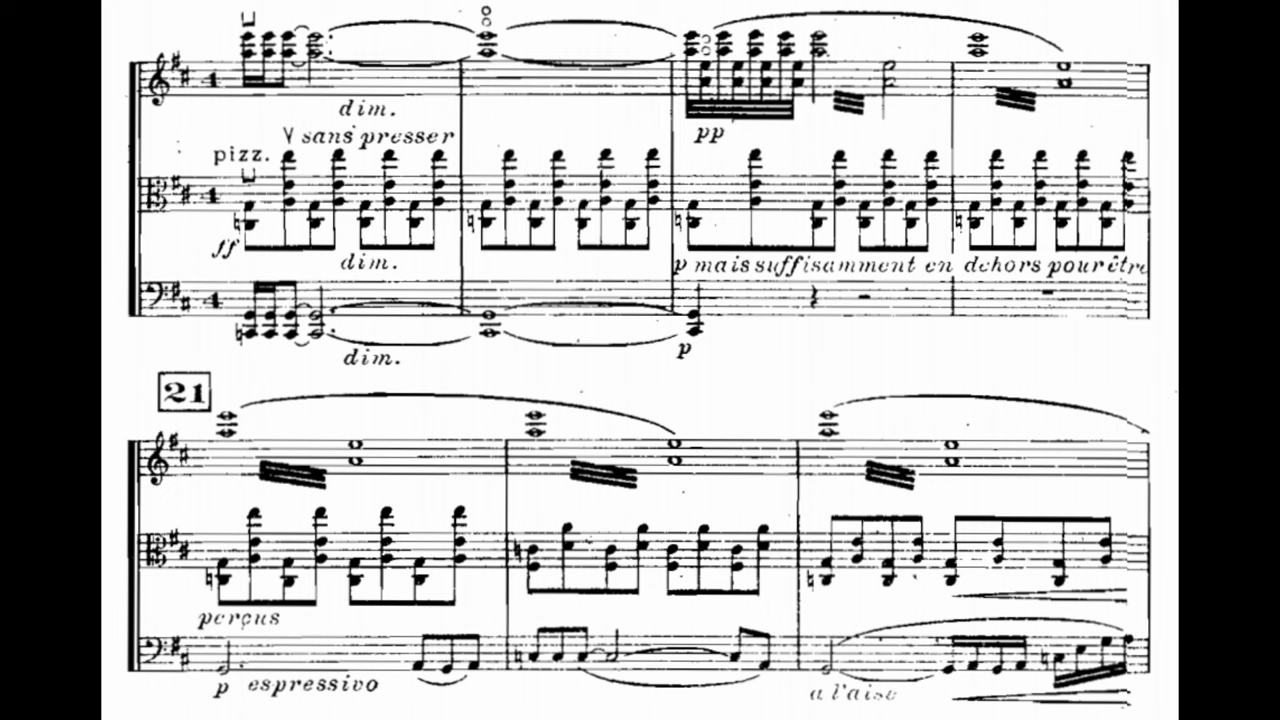 dim.
sans presser
pizz.
ff
dim.
dim.
pp
p mais suffisamment en dehors pour être
p
21
perçus
p espressivo
a l'aise